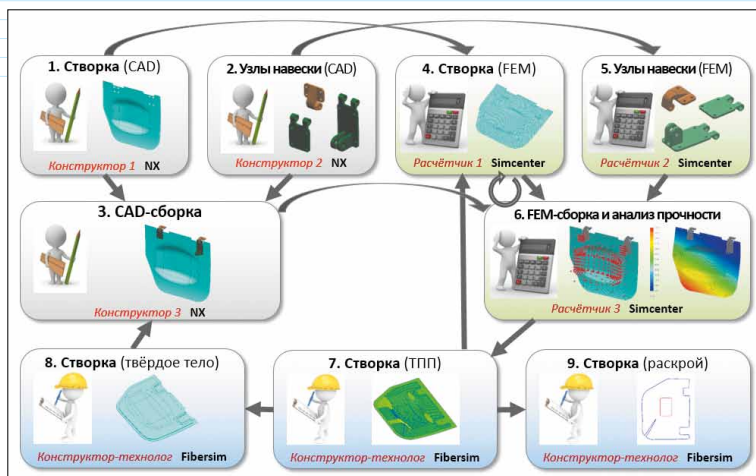 1. Створка (CAD)
Конструктор 1 NX
2. Узлы навески (CAD)
Конструктор 2 NX
4. Створка (FEM)
Расчётчик 1 Simcenter
5. Узлы навески (FEM)
Расчётчик 2 Simcenter
3. CAD-сборка
Конструктор 3 NX
6. FEM-сборка и анализ прочности
Расчётчик 3 Simcenter
8. Створка (твёрдое тело)
Конструктор-технолог Fibersim
7. Створка (ТПП)
Конструктор-технолог Fibersim
9. Створка (раскрой)
Конструктор-технолог Fibersim